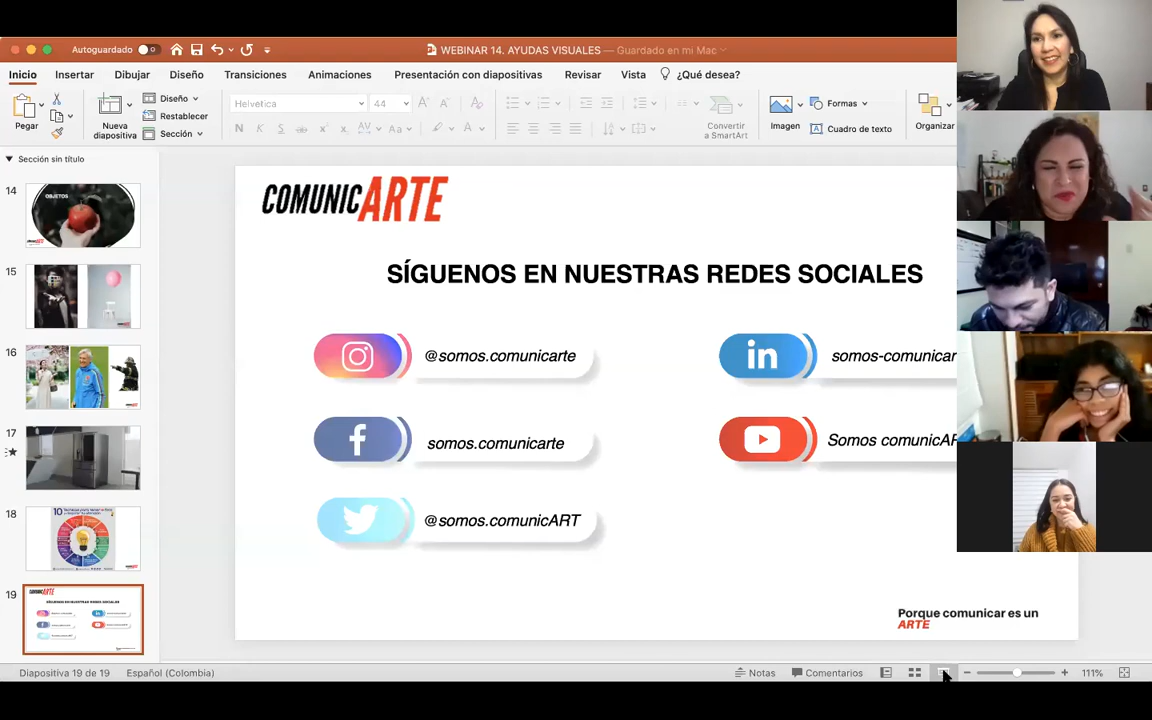 Autoguardado
WEBINAR 14. AYUDAS VISUALES — Guardado en mi Mac
Inicio Insertar Dibujar Diseño Transiciones Animaciones Presentación con diapositivas Revisar Vista ¿Qué desea?
Pegar
Nueva diapositiva
Diseño
Restablecer
Sección
Helvetica 44
Convertir a SmartArt
Imagen
Formas
Cuadro de texto
Organizar
Sección sin título
14
OBJETOS
15
16
17
18
10
19
COMUNICARTE
SÍGUENOS EN NUESTRAS REDES SOCIALES
@somos.comunicarte
somos-comunicar
somos.comunicarte
Somos comunicAR
@somos.comunicART
Porque comunicar es un
ARTE
Diapositiva 19 de 19 Español (Colombia) Notas Comentarios 111%